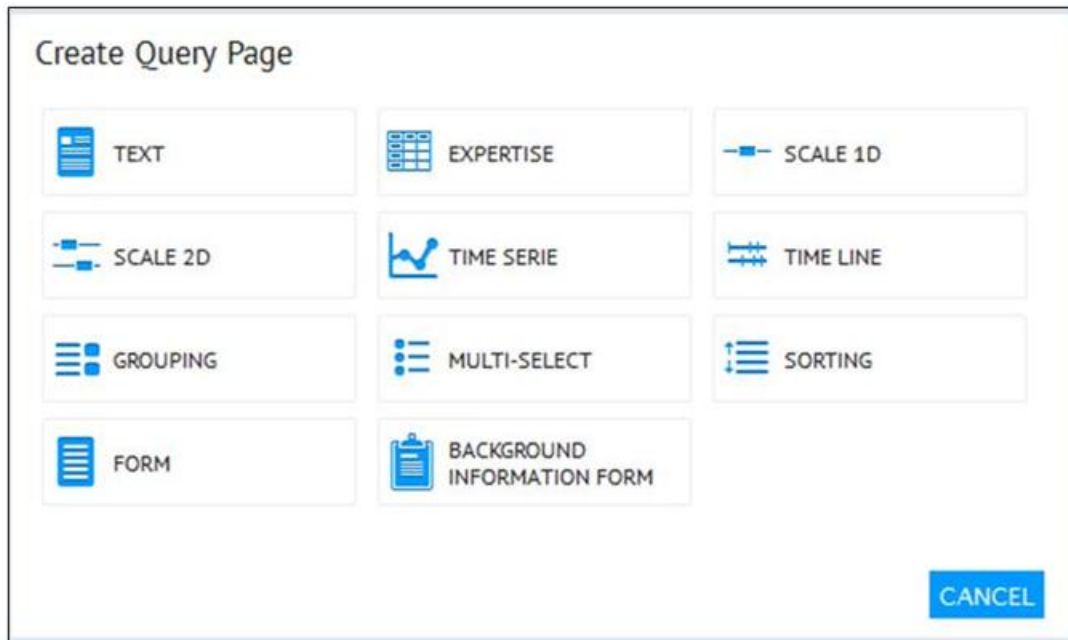 Create Query Page
TEXT
EXPERTISE
SCALE 1D
SCALE 2D
TIME SERIE
TIME LINE
GROUPING
MULTI-SELECT
SORTING
FORM
BACKGROUND
INFORMATION FORM
CANCEL